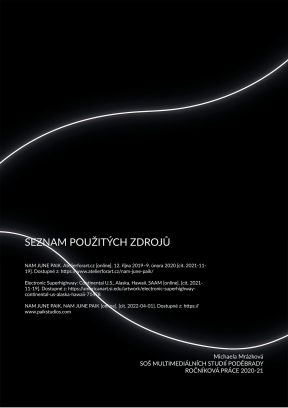 SEZNAM POUŽITÝCH ZDROJŮ
NAM JUNE PAIK. Atelierforart.cz [online]. 12. října 2019–9. února 2020 [cit. 2021-11-
19]. Dostupné z: https://www.atelierforart.cz/nam-june-paik/
Electronic Superhighway: Continental U.S., Alaska, Hawaii. SAAM [online]. [cit. 2021-
11-19]. Dostupné z: https://americanart.si.edu/artwork/electronic-superhighway-
continental-us-alaska-hawaii-71478
NAM JUNE PAIK. NAM JUNE PAIK [online]. [cit. 2022-04-01]. Dostupné z: https://
www.paikstudios.com
Michaela Mrázková
SOŠ MULTIMEDIÁLNÍCH STUDIÍ PODĚBRADY
ROČNÍKOVÁ PRÁCE 2020-21